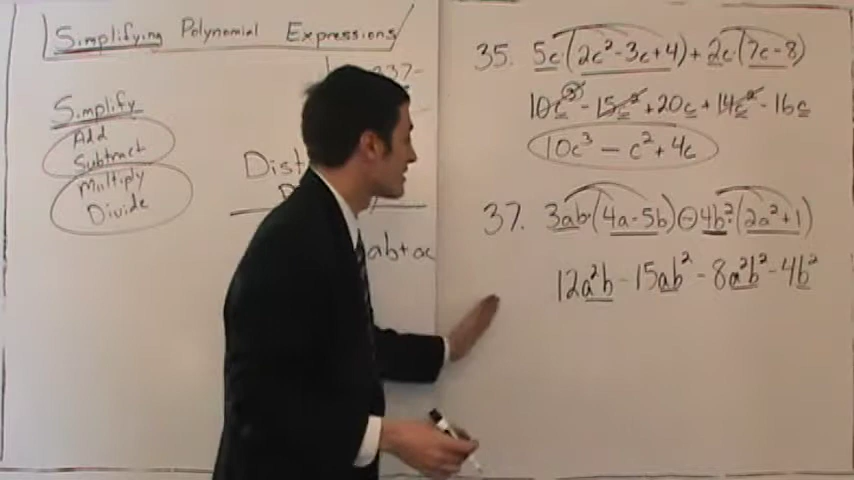 Simplifying Polynomial Expressions
Simplify
Add
Subtract
Multiply
Divide
237-
Dist
D
ab+ac
35. 5c·(2c²-3c+4)+2c·(7c-8)
10c³-15c²+20c+14c²-16c
10c³-c²+4c
37. 3ab·(4a-5b)-4b²·(2a²+1)
12a²b-15ab²-8a²b²-4b²